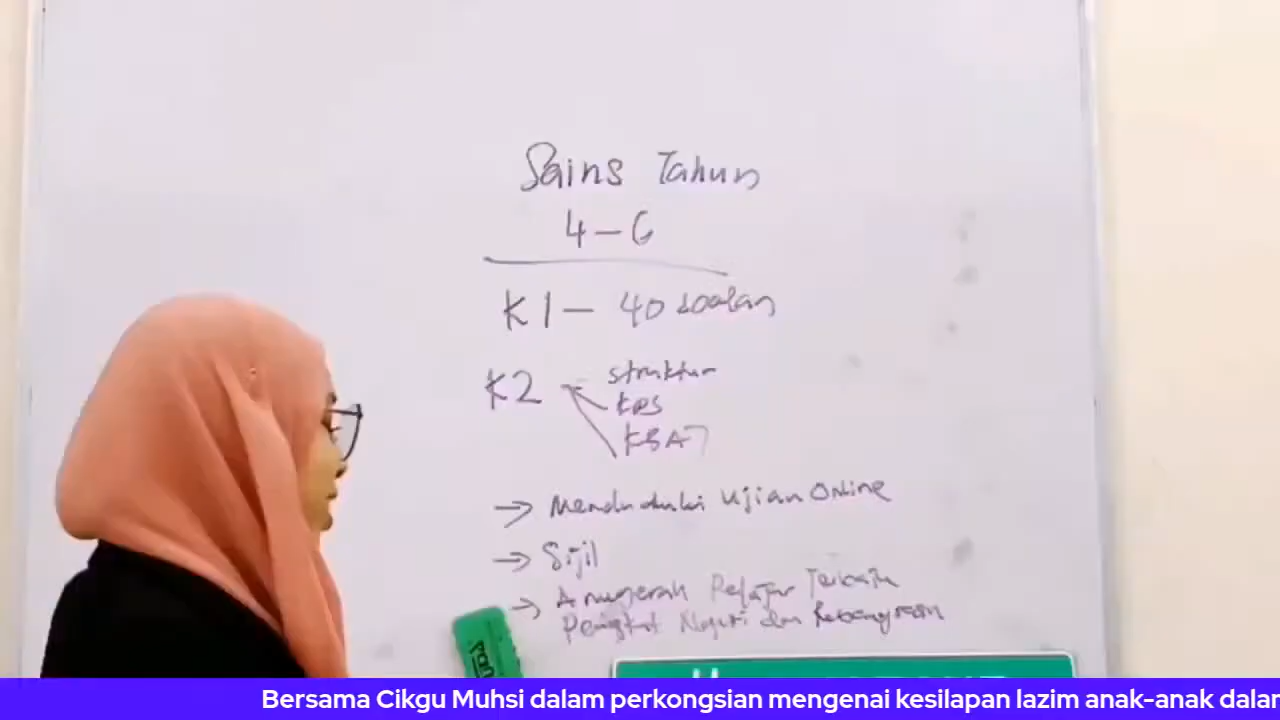 Sains Tahun
4-6
K1 - 40 soalan
K2 struktur
KPS
KBAT
→ Menduduki Ujian Online
→ Sijil
→ Anugerah Pelajar Terbaik
Peringkat Negeri dan Kebangsaan
Bersama Cikgu Muhsi dalam perkongsian mengenai kesilapan lazim anak-anak dalam